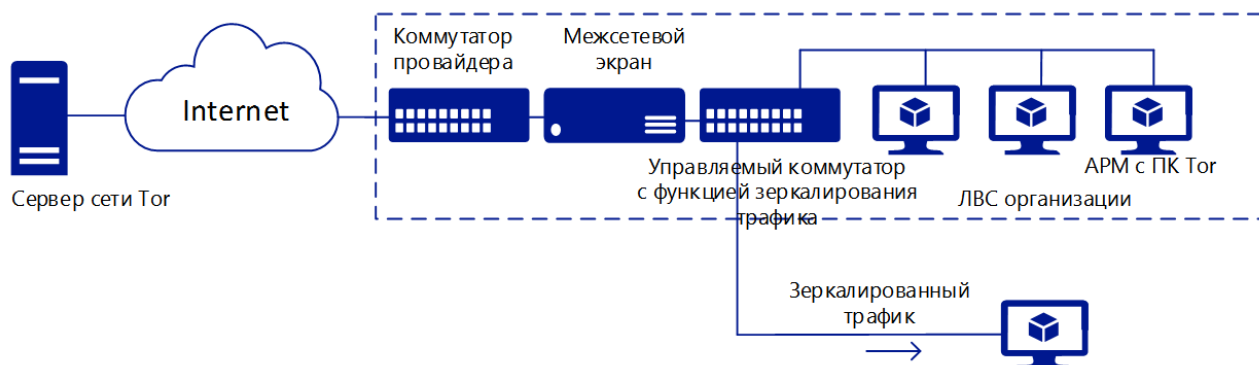 Коммутатор
провайдера
Межсетевой
экран
Internet
Сервер сети Tor
Управляемый коммутатор
с функцией зеркалирования
трафика
АРМ с ПК Tor
ЛВС организации
Зеркалированный
трафик